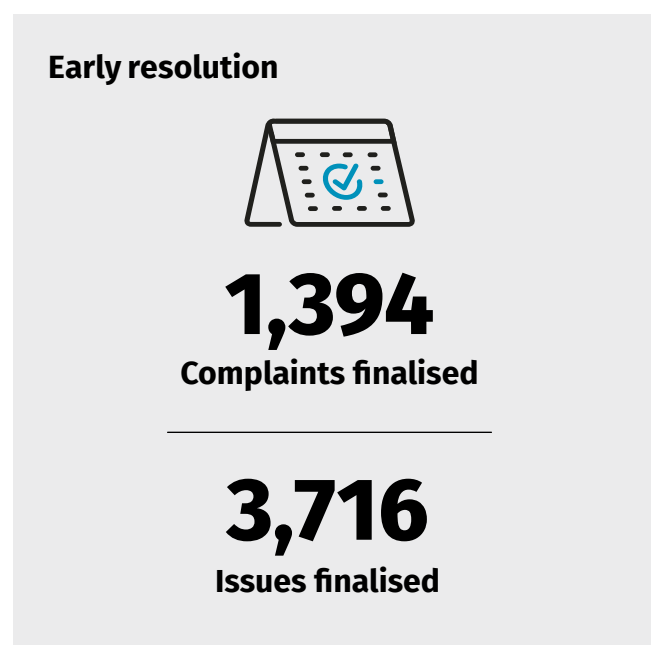 Early resolution
1,394
Complaints finalised
3,716
Issues finalised